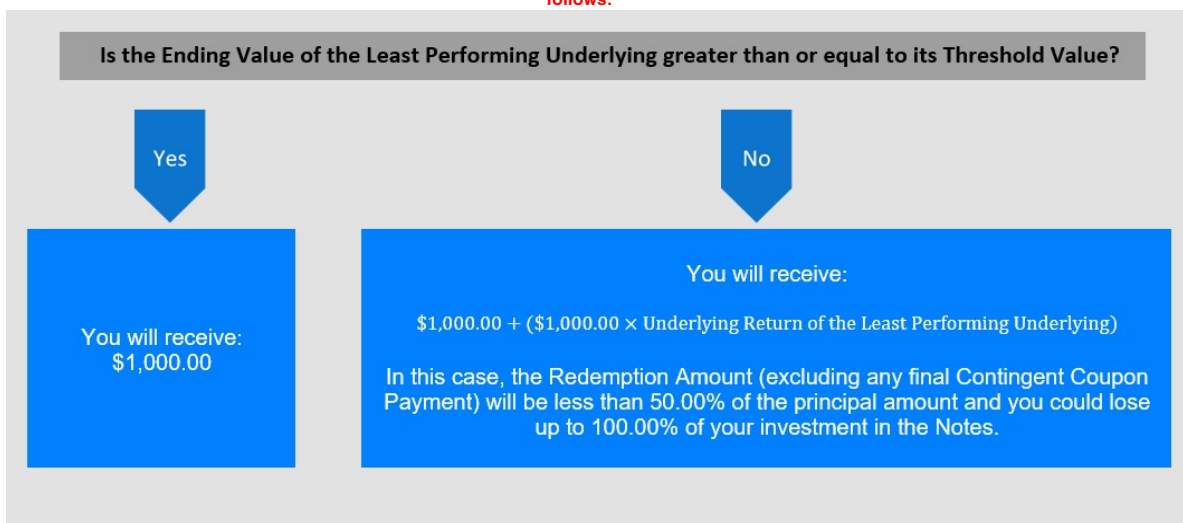 follows:
Is the Ending Value of the Least Performing Underlying greater than or equal to its Threshold Value?
Yes
No
You will receive:
$1,000.00
You will receive:
$1,000.00 + ($1,000.00 × Underlying Return of the Least Performing Underlying)
In this case, the Redemption Amount (excluding any final Contingent Coupon
Payment) will be less than 50.00% of the principal amount and you could lose
up to 100.00% of your investment in the Notes.